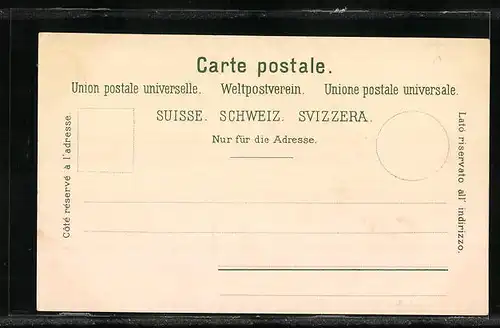 Carte postale.
Union postale universelle. Weltpostverein. Unione postale universale.
SUISSE. SCHWEIZ. SVIZZERA.
Nur für die Adresse.
Côté réservé à l'adresse.
Lato riservato all' indirizzo.